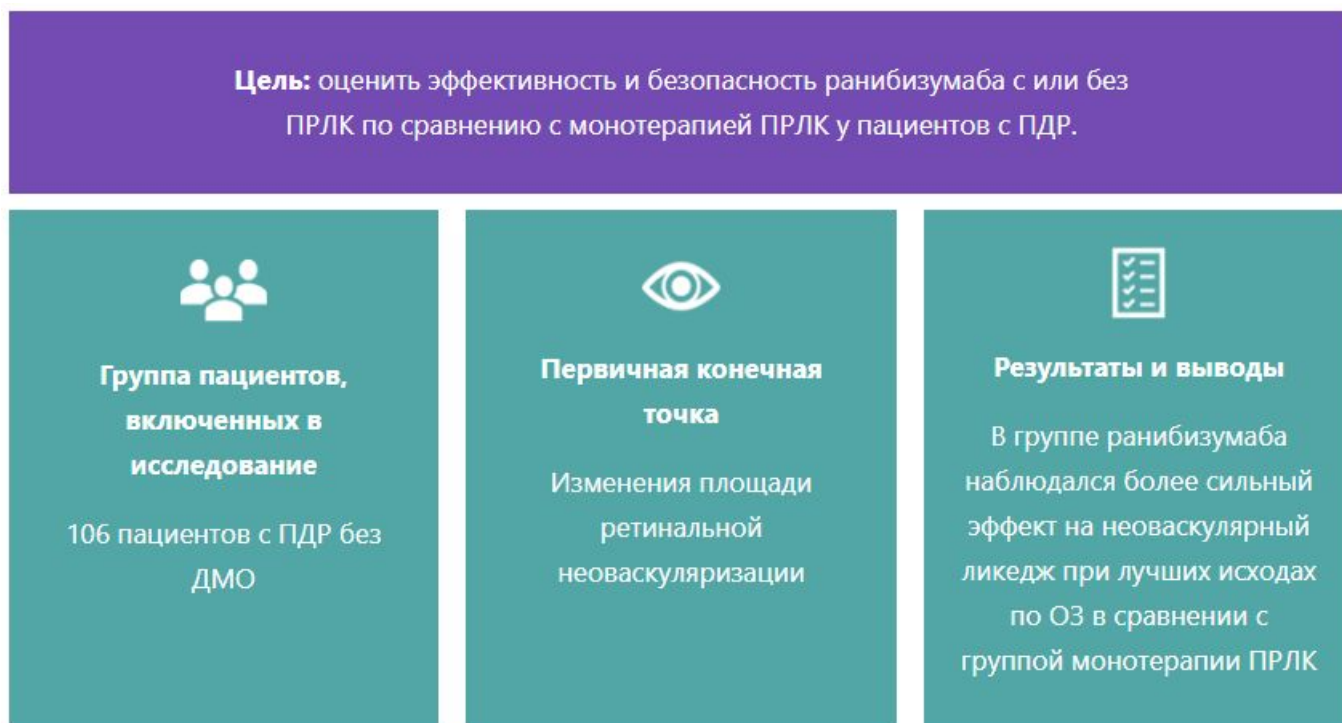 Цель: оценить эффективность и безопасность ранибизумаба с или без
ПРЛК по сравнению с монотерапией ПРЛК у пациентов с ПДР.
Группа пациентов,
включенных в
исследование
106 пациентов с ПДР без
ДМО
Первичная конечная
точка
Изменения площади
ретинальной
неоваскуляризации
Результаты и выводы
В группе ранибизумаба
наблюдался более сильный
эффект на неоваскулярный
ликедж при лучших исходах
по ОЗ в сравнении с
группой монотерапии ПРЛК